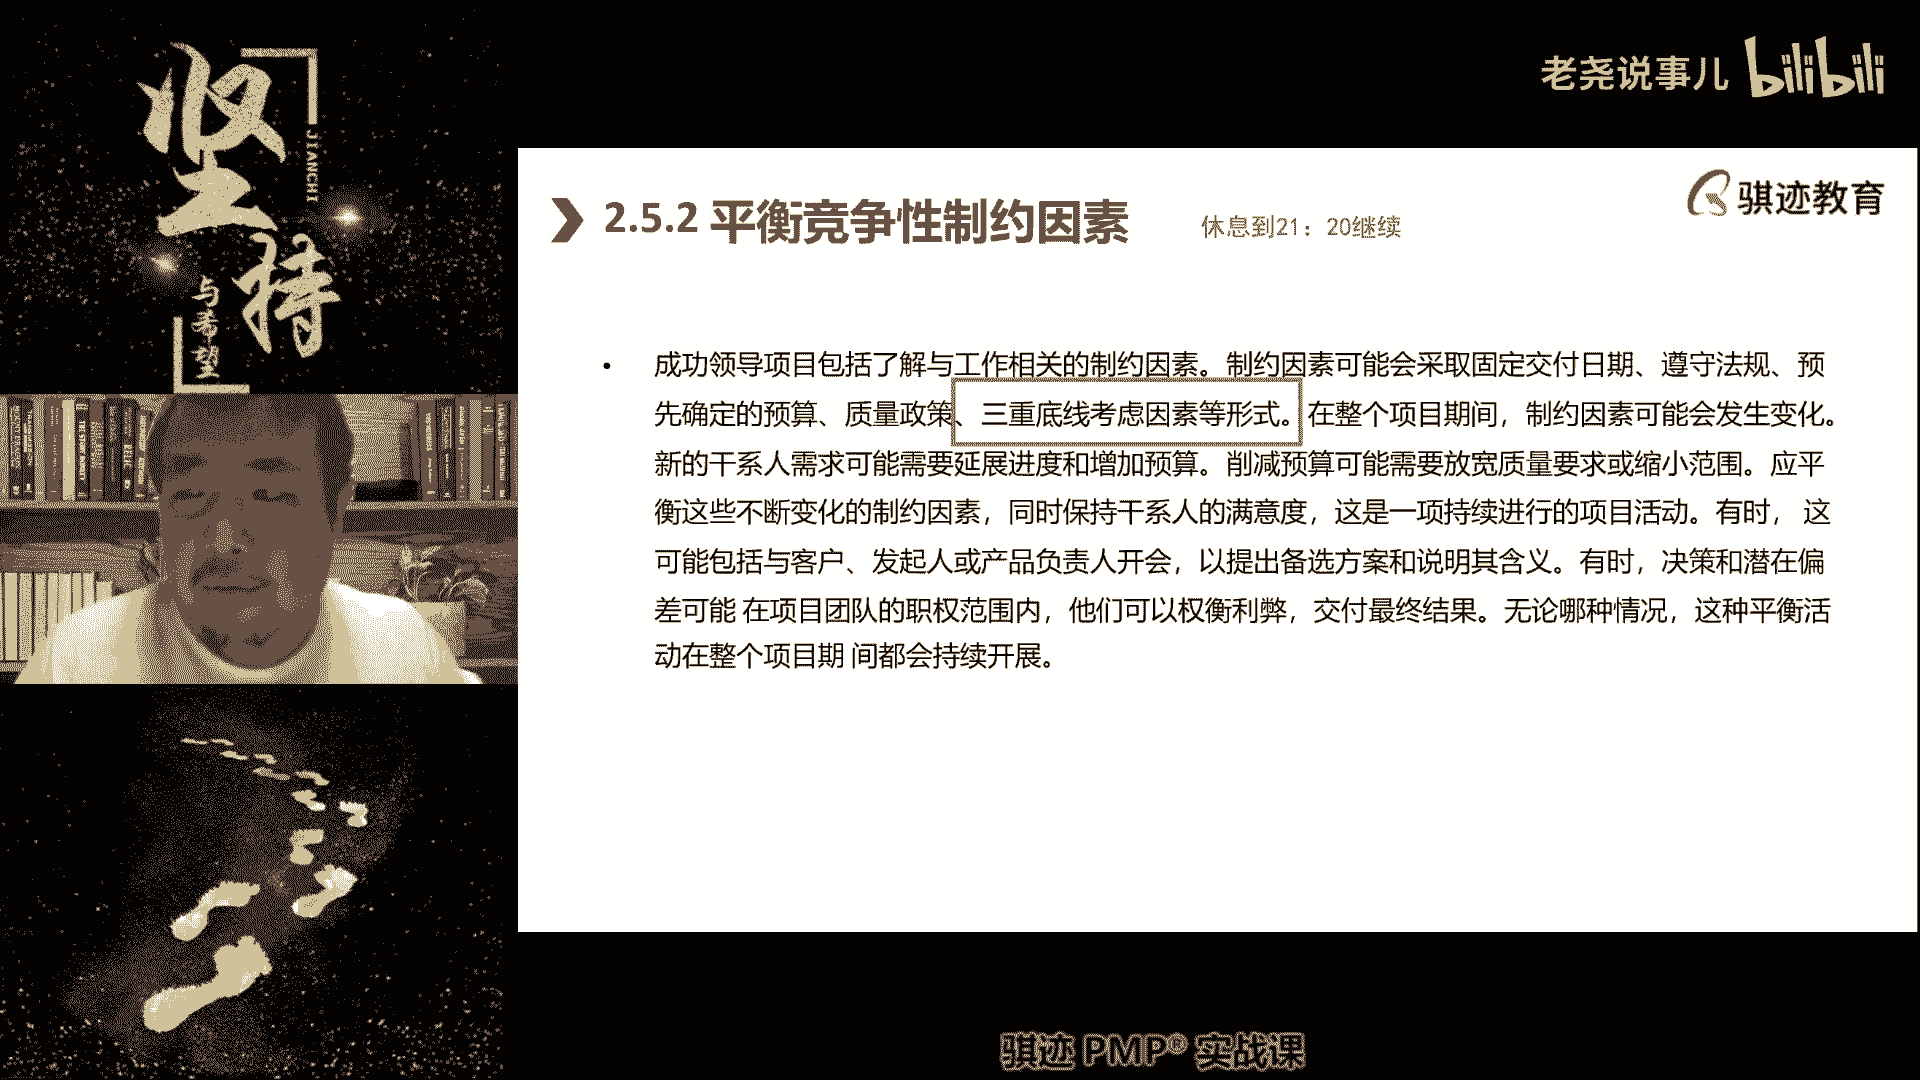 坚持
JIANCHI
与希望
老尧说事儿 bilibili
骐迹教育
2.5.2 平衡竞争性制约因素
休息到21：20继续
• 成功领导项目包括了解与工作相关的制约因素。制约因素可能会采取固定交付日期、遵守法规、预
先确定的预算、质量政策、三重底线考虑因素等形式。在整个项目期间，制约因素可能会发生变化。
新的干系人需求可能需要延展进度和增加预算。削减预算可能需要放宽质量要求或缩小范围。应平
衡这些不断变化的制约因素，同时保持干系人的满意度，这是一项持续进行的项目活动。有时， 这
可能包括与客户、发起人或产品负责人开会，以提出备选方案和说明其含义。有时，决策和潜在偏
差可能 在项目团队的职权范围内，他们可以权衡利弊，交付最终结果。无论哪种情况，这种平衡活
动在整个项目期 间都会持续开展。
骐迹 PMP® 实战课